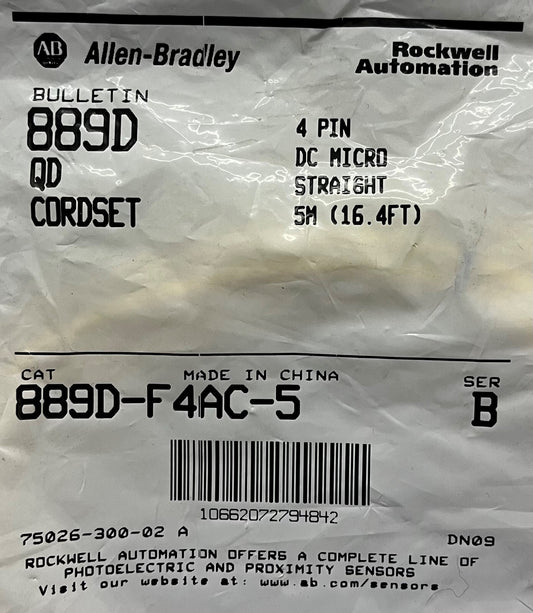 AB Allen-Bradley
Rockwell
Automation
BULLETIN
889D
QD
CORDSET
4 PIN
DC MICRO
STRAIGHT
5M (16.4FT)
CAT MADE IN CHINA SER
889D-F4AC-5 B
10662072794842
75026-300-02 A DN09
ROCKWELL AUTOMATION OFFERS A COMPLETE LINE OF
PHOTOELECTRIC AND PROXIMITY SENSORS
Visit our website at: www.ab.com/sensors